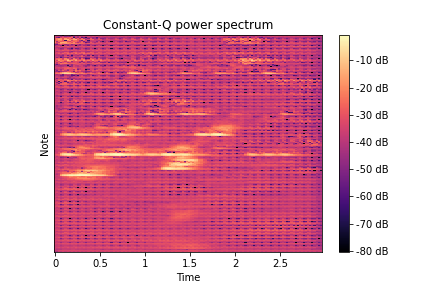 Constant-Q power spectrum
Note
-10 dB
-20 dB
-30 dB
-40 dB
-50 dB
-60 dB
-70 dB
-80 dB
0 0.5 1 1.5 2 2.5
Time